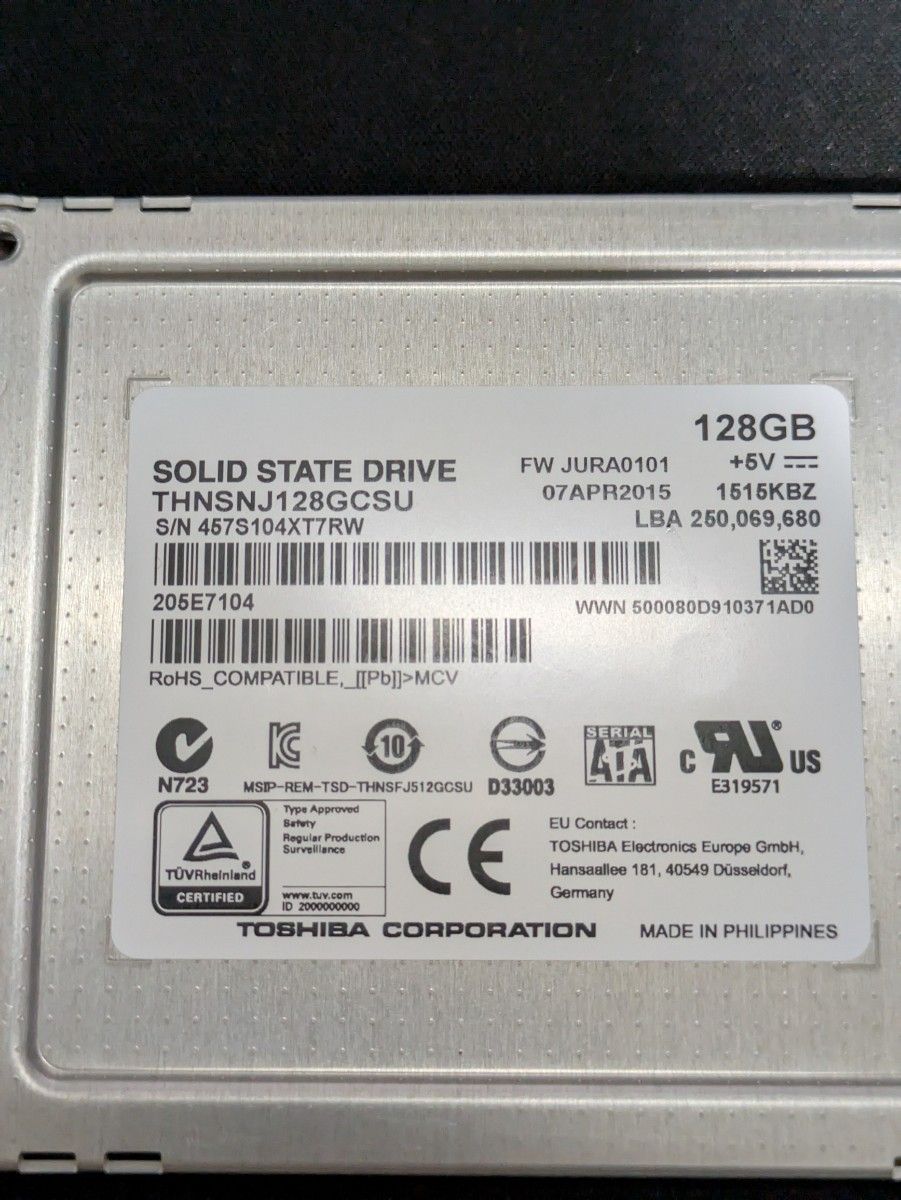 128GB
SOLID STATE DRIVE FW JURA0101 +5V
THNSNJ128GCSU 07APR2015 1515KBZ
S/N 457S104XT7RW LBA 250,069,680
205E7104 WWN 500080D910371AD0
RoHS_COMPATIBLE,_[[Pb]]>MCV
N723 MSIP-REM-TSD-THNSFJ512GCSU D33003 SERIAL ATA c RU ® US
10 E319571
TÜVRheinland ®
CERTIFIED
Type Approved
Safety
Regular Production
Surveillance
www.tuv.com
ID 2000000000
CE
EU Contact :
TOSHIBA Electronics Europe GmbH,
Hansaallee 181, 40549 Düsseldorf,
Germany
TOSHIBA CORPORATION MADE IN PHILIPPINES